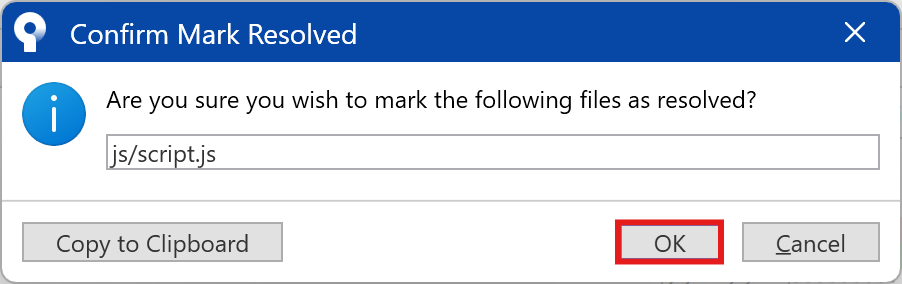 Confirm Mark Resolved
Are you sure you wish to mark the following files as resolved?
js/script.js
Copy to Clipboard
OK
Cancel